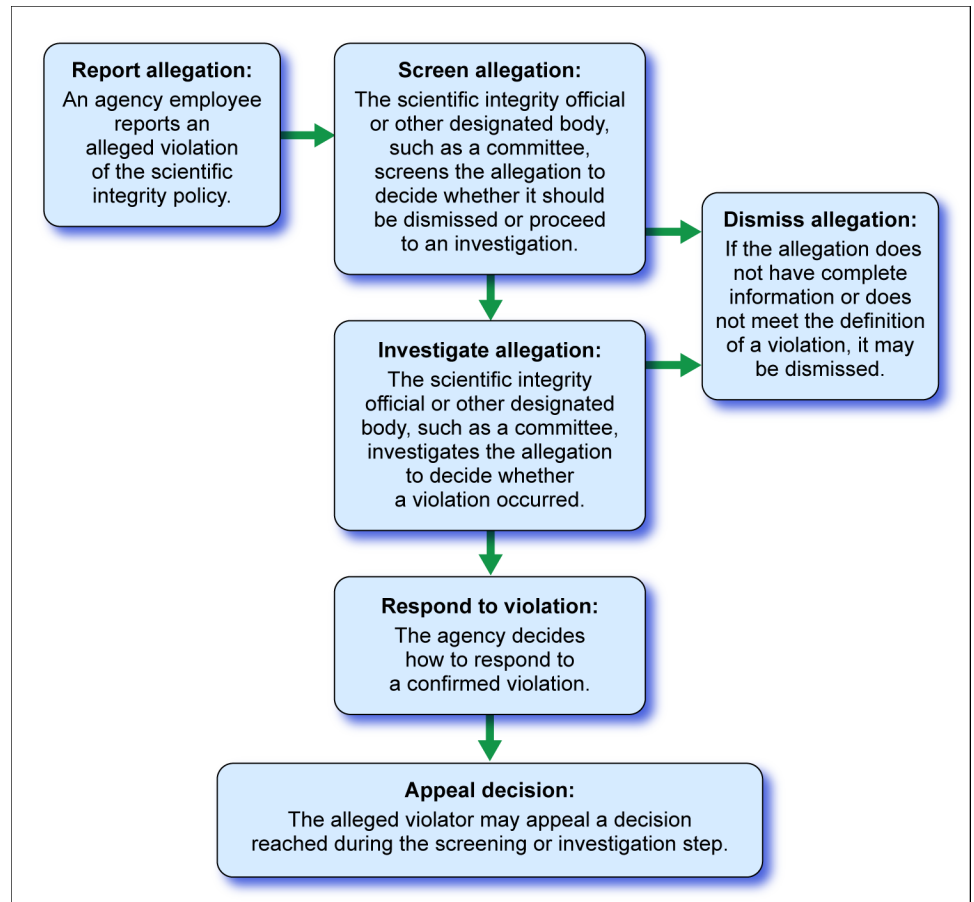 Report allegation:
An agency employee
reports an
alleged violation
of the scientific
integrity policy.
Screen allegation:
The scientific integrity official
or other designated body,
such as a committee,
screens the allegation to
decide whether it should
be dismissed or proceed
to an investigation.
Dismiss allegation:
If the allegation does
not have complete
information or does
not meet the definition
of a violation, it may
be dismissed.
Investigate allegation:
The scientific integrity
official or other designated
body, such as a committee,
investigates the allegation
to decide whether
a violation occurred.
Respond to violation:
The agency decides
how to respond to
a confirmed violation.
Appeal decision:
The alleged violator may appeal a decision
reached during the screening or investigation step.